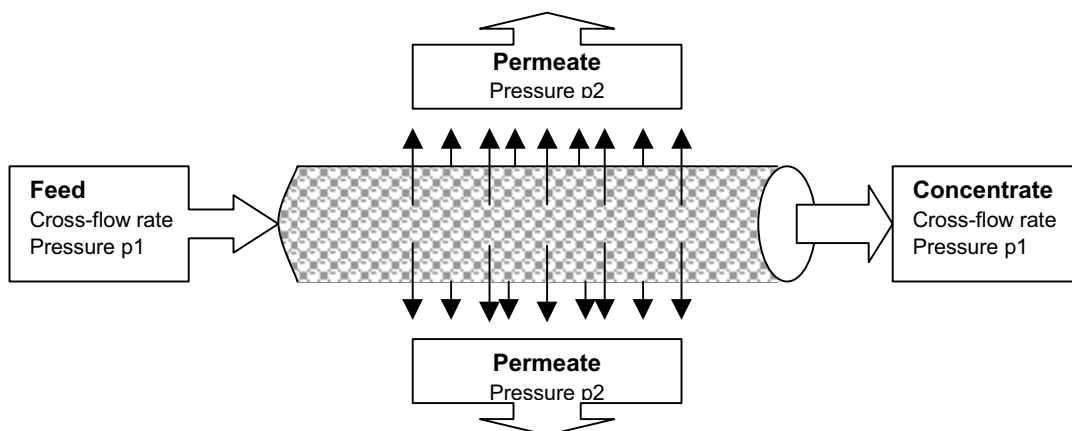 Permeate
Pressure p2
Feed
Cross-flow rate
Pressure p1
Concentrate
Cross-flow rate
Pressure p1
Permeate
Pressure p2